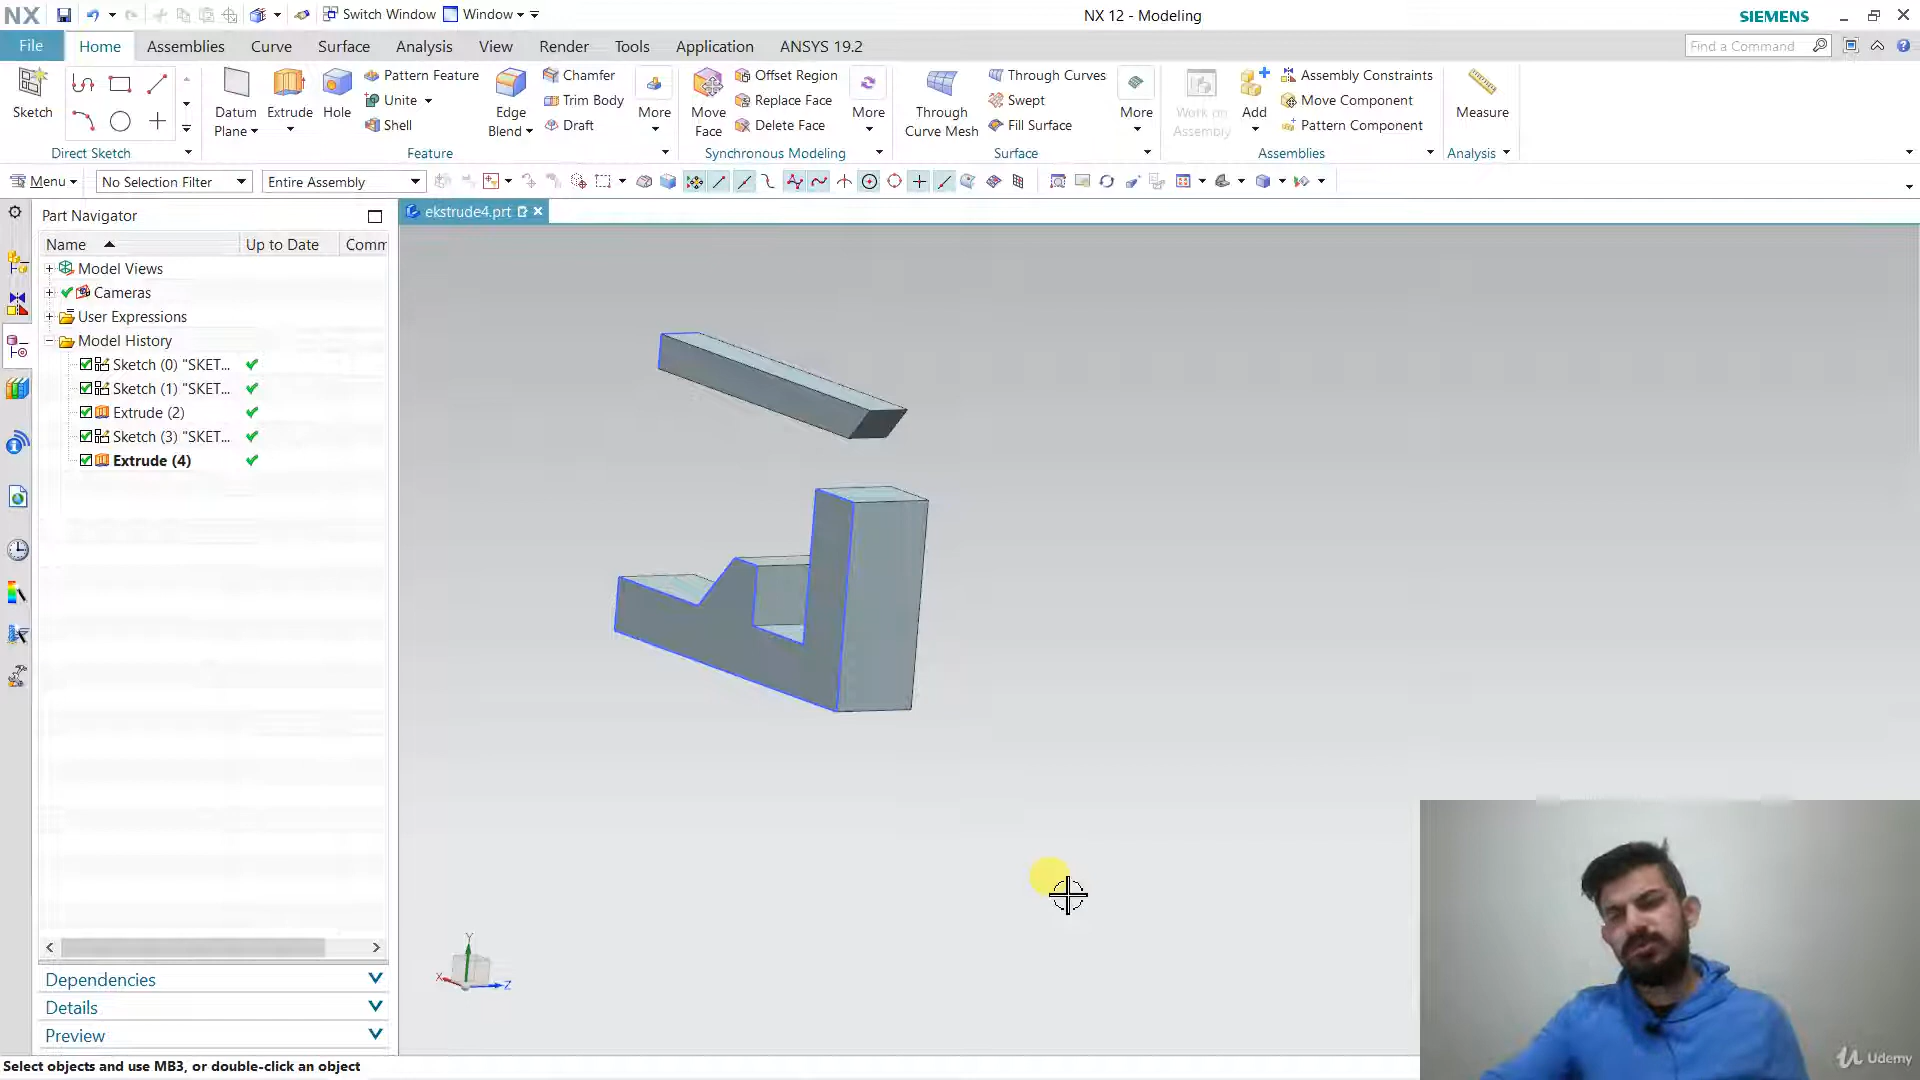 NX Switch Window Window NX 12 - Modeling SIEMENS
File Home Assemblies Curve Surface Analysis View Render Tools Application ANSYS 19.2 Find a Command
Sketch Datum Plane Extrude Hole Pattern Feature Unite Shell Edge Blend Chamfer Trim Body Draft More Move Face Offset Region Replace Face Delete Face More Through Curve Mesh Through Curves Swept Fill Surface More Work on Assembly Add Assembly Constraints Move Component Pattern Component Measure
Direct Sketch Feature Synchronous Modeling Surface Assemblies Analysis
Menu No Selection Filter Entire Assembly
Part Navigator ekstrude4.prt
Name Up to Date Comm
Model Views
Cameras
User Expressions
Model History
Sketch (0) "SKET...
Sketch (1) "SKET...
Extrude (2)
Sketch (3) "SKET...
Extrude (4)
Y
X Z
Dependencies
Details
Preview
Udemy
Select objects and use MB3, or double-click an object